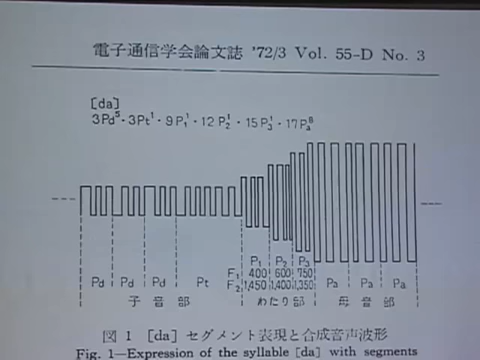 電子通信学会論文誌 '72/3 Vol. 55-D No. 3
[da]
3Pd⁵・3Pt¹・9P₁¹・12P₂¹・15P₃¹・17Pₐ⁸
P₁ P₂ P₃
F₁ 400 600 750
F₂ 1,450 1,400 1,350
Pd Pd Pd Pt Pa Pa Pa
子音部 わたり部 母音部
図 1 [da] セグメント表現と合成音声波形
Fig. 1—Expression of the syllable [da] with segments